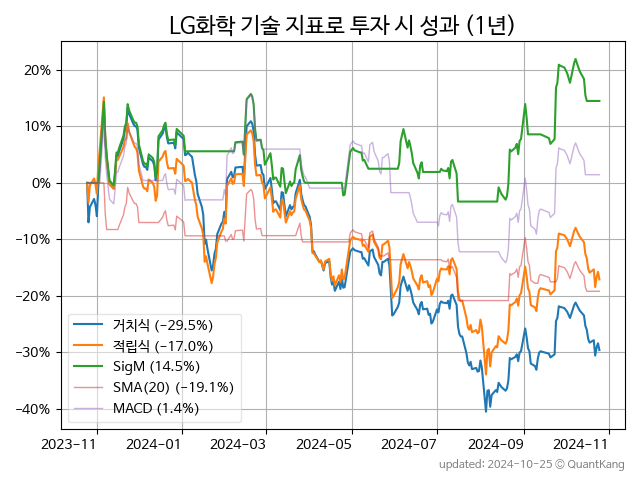 LG화학 기술 지표로 투자 시 성과 (1년)
20%
10%
0%
−10%
−20%
−30%
−40%
거치식 (−29.5%)
적립식 (−17.0%)
SigM (14.5%)
SMA(20) (−19.1%)
MACD (1.4%)
2023−11 2024−01 2024−03 2024−05 2024−07 2024−09 2024−11
updated: 2024-10-25 © QuantKang